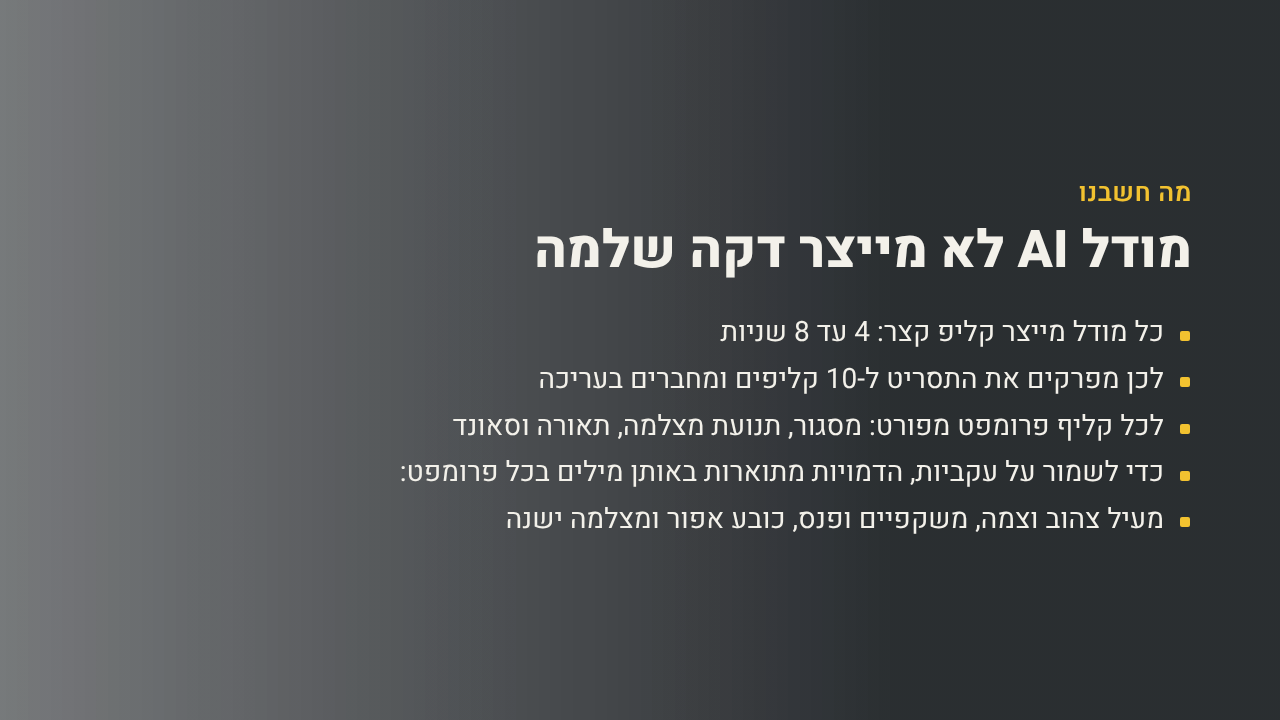 מה חשבנו
מודל AI לא מייצר דקה שלמה
כל מודל מייצר קליפ קצר: 4 עד 8 שניות
לכן מפרקים את התסריט ל-10 קליפים ומחברים בעריכה
לכל קליף פרומפט מפורט: מסגור, תנועת מצלמה, תאורה וסאונד
כדי לשמור על עקביות, הדמויות מתוארות באותן מילים בכל פרומפט:
מעיל צהוב וצמה, משקפיים ופנס, כובע אפור ומצלמה ישנה